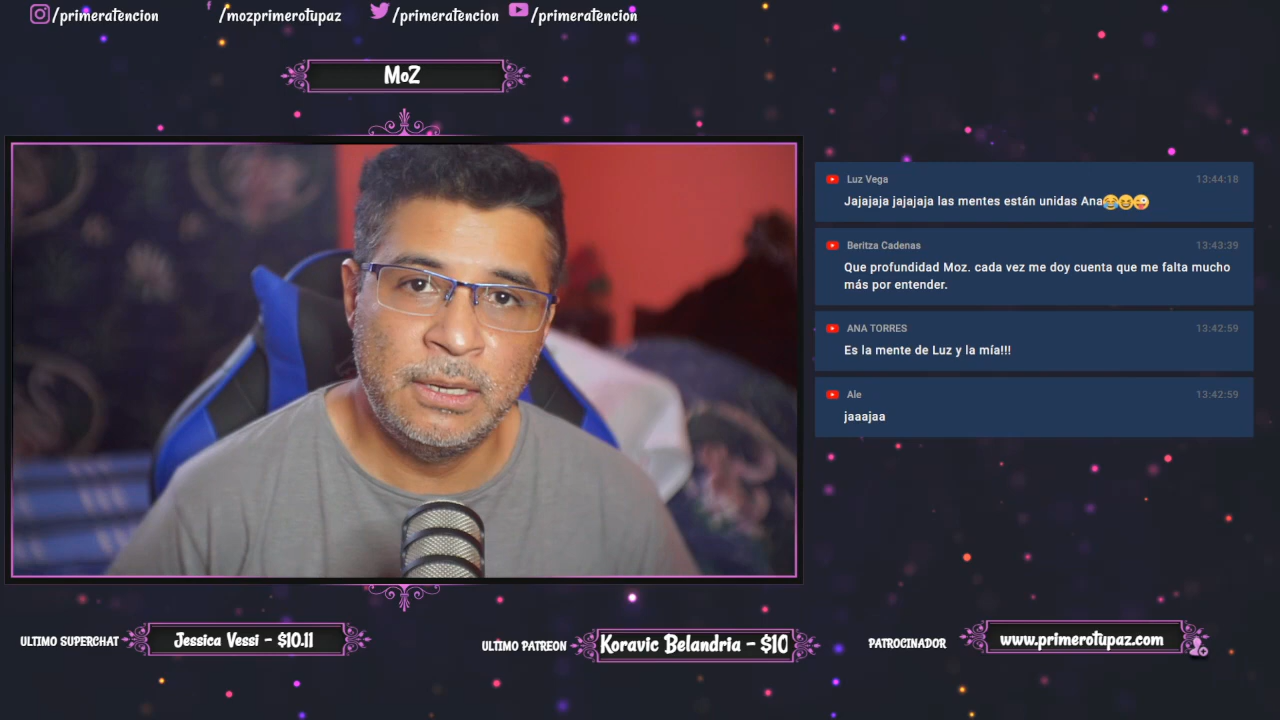 /primeratencion
/mozprimerotupaz
/primeratencion
/primeratencion
MoZ
Luz Vega
13:44:18
Jajajaja jajajaja las mentes están unidas Ana😂😆😜
Beritza Cadenas
13:43:39
Que profundidad Moz. cada vez me doy cuenta que me falta mucho
más por entender.
ANA TORRES
13:42:59
Es la mente de Luz y la mía!!!
Ale
13:42:59
jaaajaa
ULTIMO SUPERCHAT
Jessica Vessi - $10.11
ULTIMO PATREON
Koravic Belandria - $10
PATROCINADOR
www.primerotupaz.com